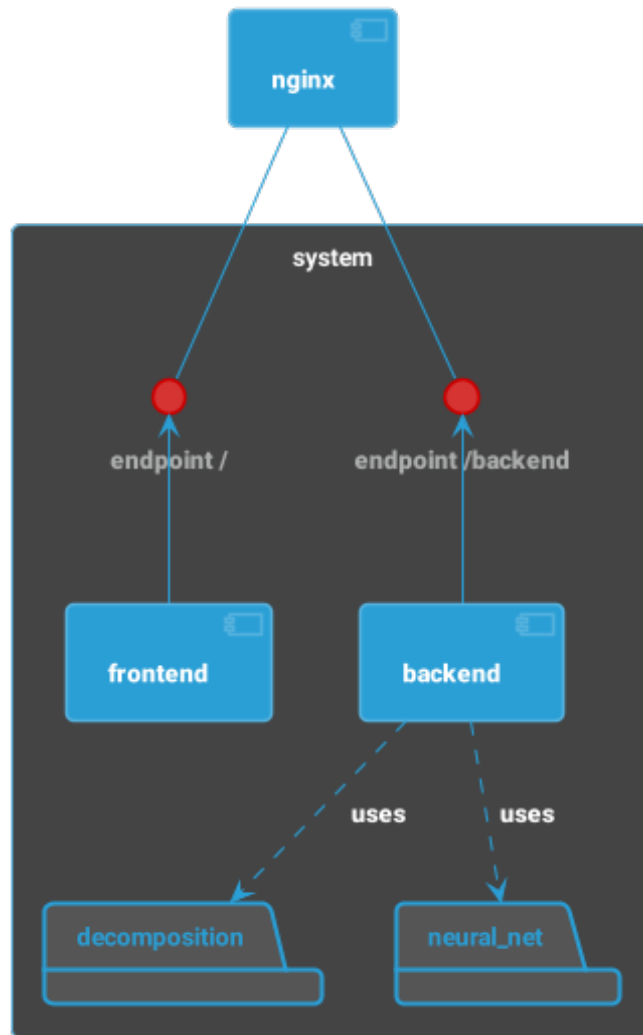 nginx
system
endpoint /
endpoint /backend
frontend
backend
uses
uses
decomposition
neural_net